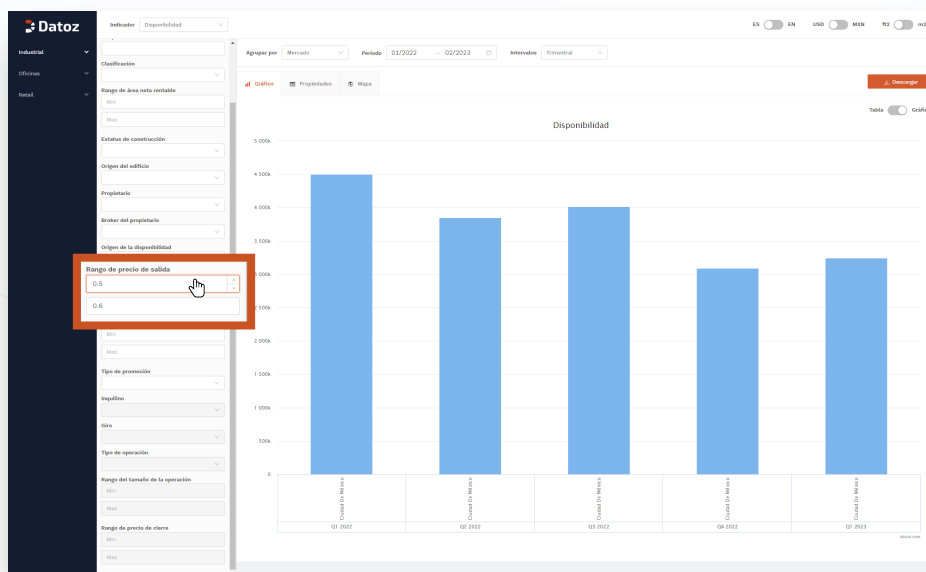 Datoz
Indicador Disponibilidad
ES EN USD MXN ft2 m2
Industrial
Oficinas
Retail
Agrupar por Mercado Periodo 01/2022 – 02/2023 Intervalos Trimestral
Clasificación
Rango de área neta rentable
Min
Max
Estatus de construcción
Origen del edificio
Propietario
Broker del propietario
Origen de la disponibilidad
Rango de precio de salida
0.5
0.6
Min
Max
Tipo de promoción
Inquilino
Giro
Tipo de operación
Rango del tamaño de la operación
Min
Max
Rango de precio de cierre
Min
Max
Gráfico Propiedades Mapa
Descargar
Tabla Gráfic
Disponibilidad
5 000k
4 500k
4 000k
3 500k
000k
500k
2 000k
1 500k
1 000k
500k
0
Ciudad De México
Ciudad De México
Ciudad De México
Ciudad De México
Ciudad De México
Q1 2022 Q2 2022 Q3 2022 Q4 2022 Q1 2023
datoz.com